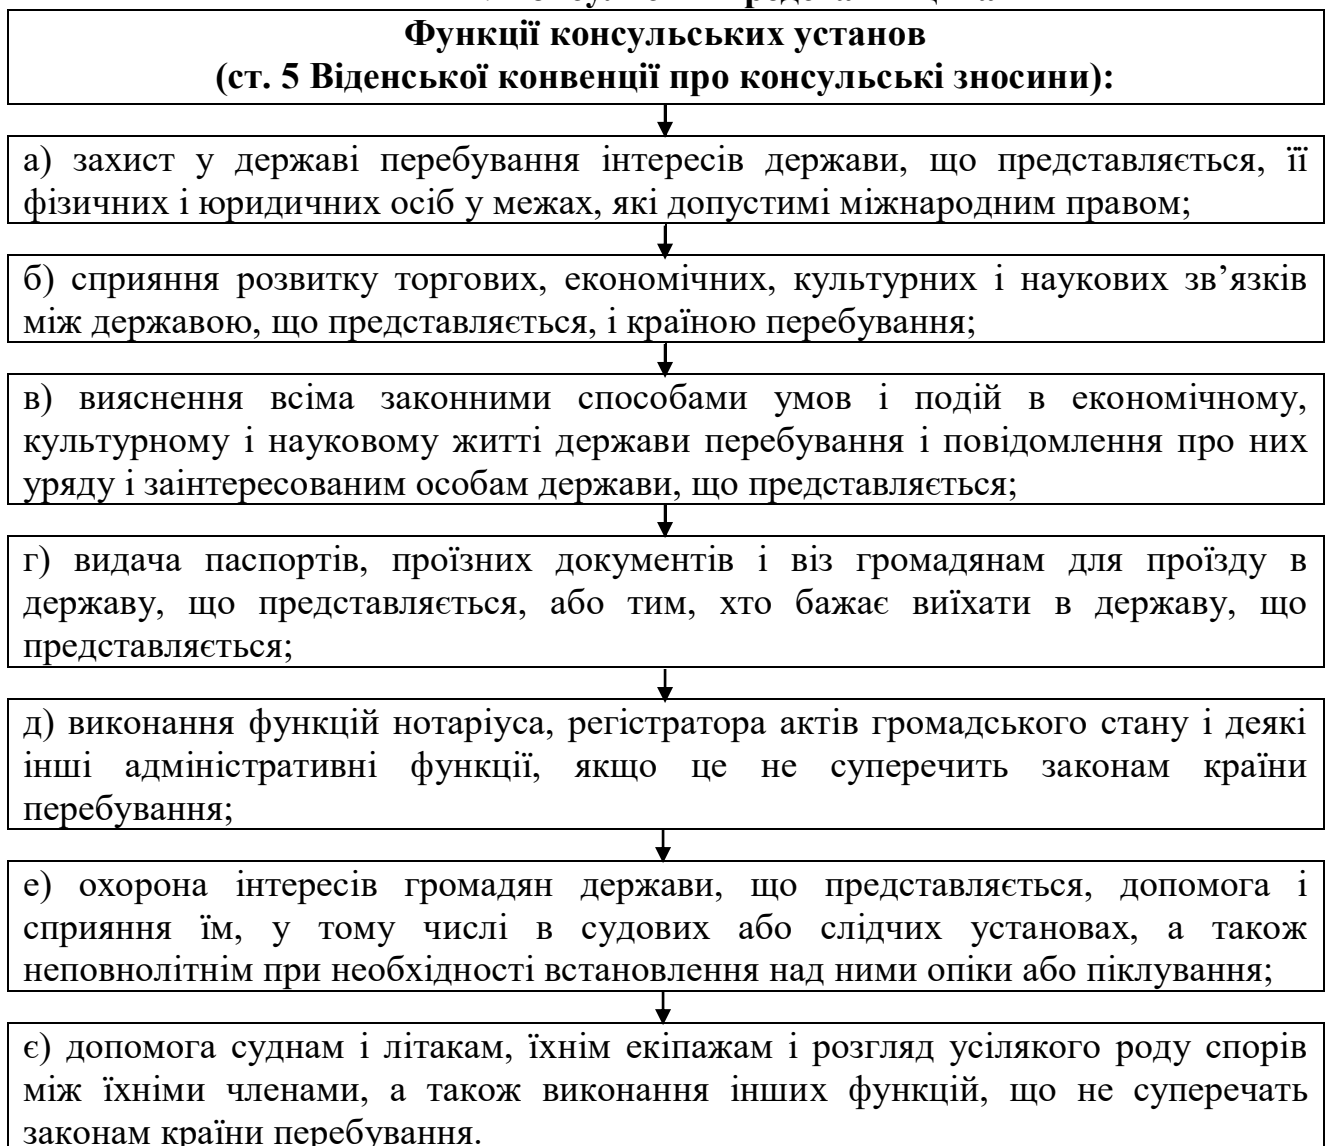 Функції консульських установ
(ст. 5 Віденської конвенції про консульські зносини):
а) захист у державі перебування інтересів держави, що представляється, її
фізичних і юридичних осіб у межах, які допустимі міжнародним правом;
б) сприяння розвитку торгових, економічних, культурних і наукових зв’язків
між державою, що представляється, і країною перебування;
в) вияснення всіма законними способами умов і подій в економічному,
культурному і науковому житті держави перебування і повідомлення про них
уряду і заінтересованим особам держави, що представляється;
г) видача паспортів, проїзних документів і віз громадянам для проїзду в
державу, що представляється, або тим, хто бажає виїхати в державу, що
представляється;
д) виконання функцій нотаріуса, регістратора актів громадського стану і деякі
інші адміністративні функції, якщо це не суперечить законам країни
перебування;
е) охорона інтересів громадян держави, що представляється, допомога і
сприяння їм, у тому числі в судових або слідчих установах, а також
неповнолітнім при необхідності встановлення над ними опіки або піклування;
є) допомога суднам і літакам, їхнім екіпажам і розгляд усілякого роду спорів
між їхніми членами, а також виконання інших функцій, що не суперечать
законам країни перебування.